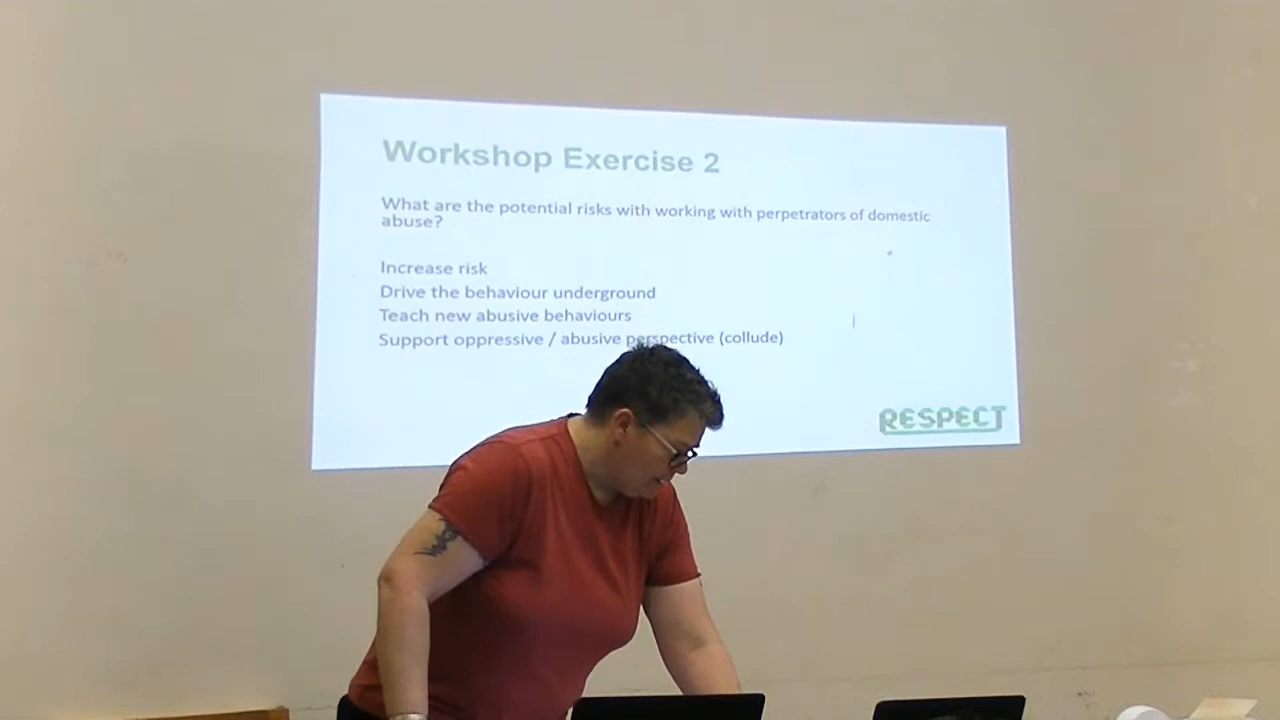 Workshop Exercise 2
What are the potential risks with working with perpetrators of domestic
abuse?
Increase risk
Drive the behaviour underground
Teach new abusive behaviours
Support oppressive / abusive perspective (collude)
RESPECT